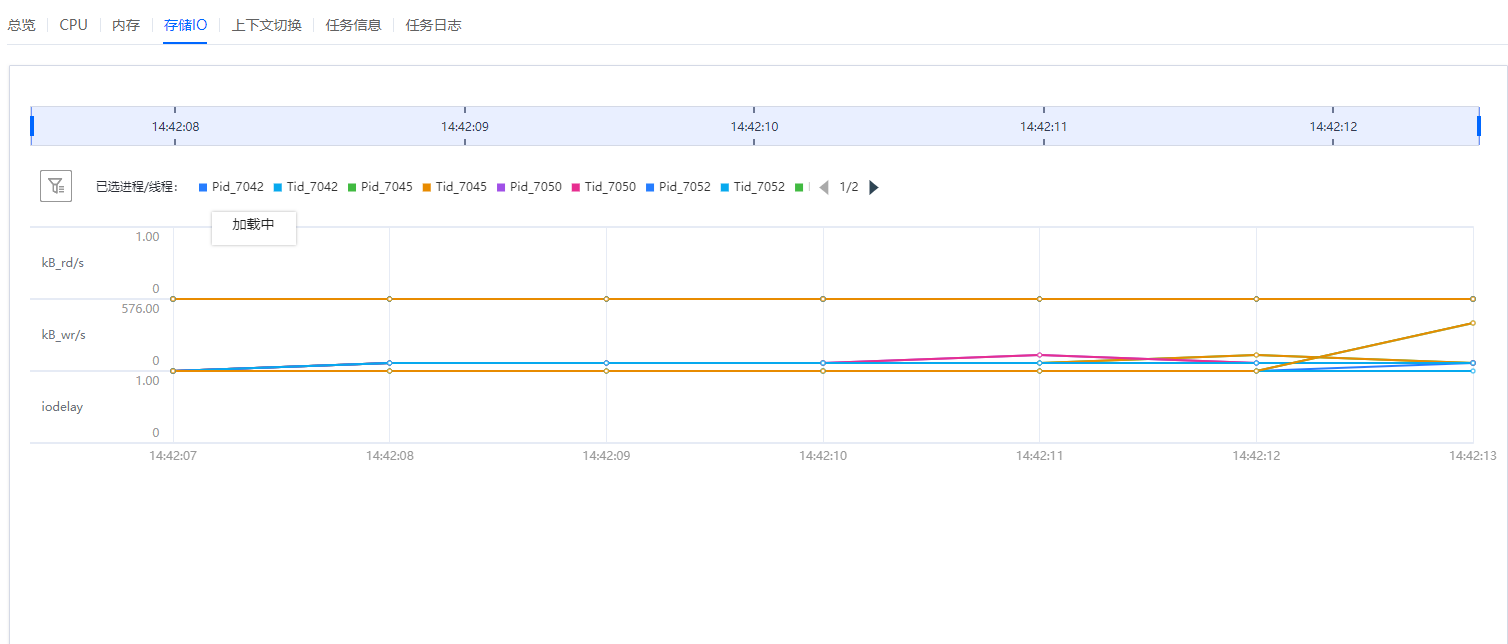 总览 CPU 内存 存储IO 上下文切换 任务信息 任务日志
14:42:08 14:42:09 14:42:10 14:42:11 14:42:12
已选进程/线程: Pid_7042 Tid_7042 Pid_7045 Tid_7045 Pid_7050 Tid_7050 Pid_7052 Tid_7052 1/2
加载中
1.00
kB_rd/s
0
576.00
kB_wr/s
0
1.00
iodelay
0
14:42:07 14:42:08 14:42:09 14:42:10 14:42:11 14:42:12 14:42:13